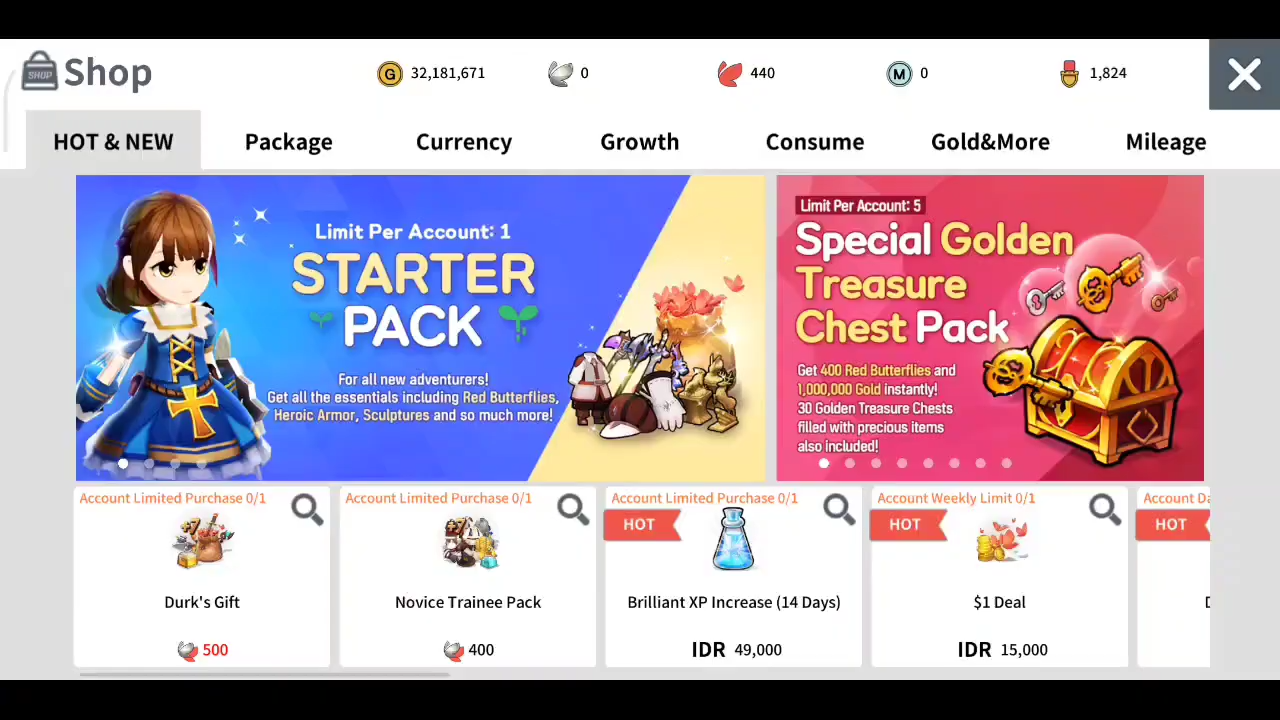 SHOP Shop
G 32,181,671 0 440 M 0 1,824
HOT & NEW Package Currency Growth Consume Gold&More Mileage
Limit Per Account: 1
STARTER
PACK
For all new adventurers!
Get all the essentials including Red Butterflies,
Heroic Armor, Sculptures and so much more!
Limit Per Account: 5
Special Golden
Treasure
Chest Pack
Get 400 Red Butterflies and
1,000,000 Gold instantly!
30 Golden Treasure Chests
filled with precious items
also included!
Account Limited Purchase 0/1
+7
Durk's Gift
500
Account Limited Purchase 0/1
+7
Novice Trainee Pack
400
Account Limited Purchase 0/1
HOT
Brilliant XP Increase (14 Days)
IDR 49,000
Account Weekly Limit 0/1
HOT
$1 Deal
IDR 15,000
Account Da
HOT